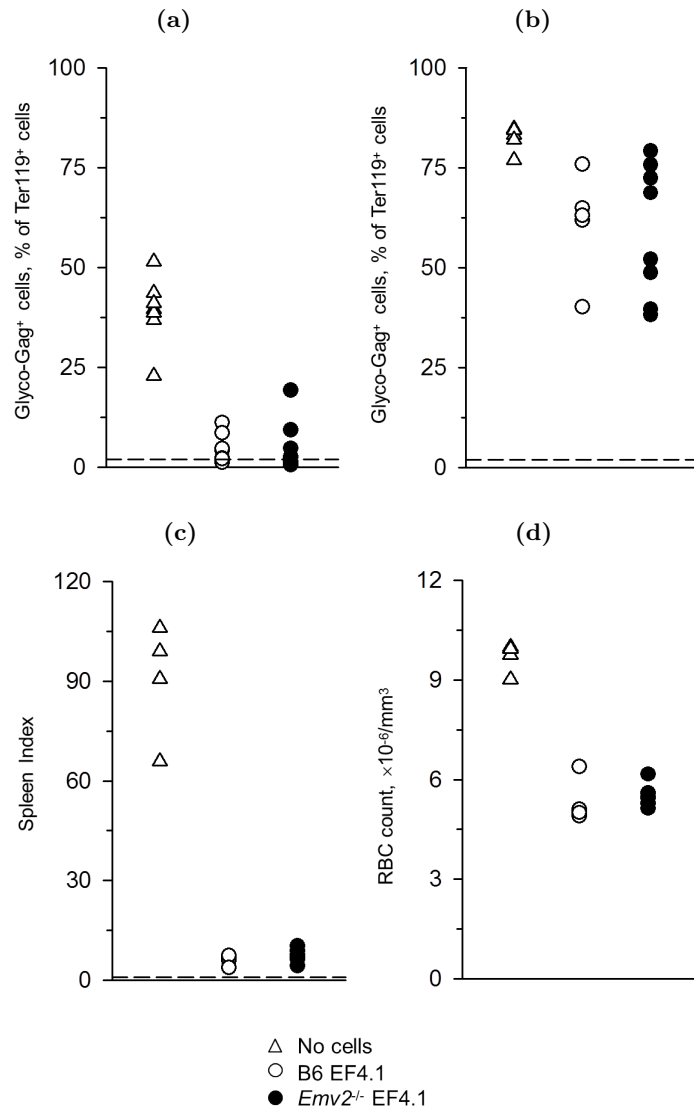 (a)
(b)
Glyco-Gag⁺ cells, % of Ter119⁺ cells
100
75
50
25
0
Glyco-Gag⁺ cells, % of Ter119⁺ cells
100
75
50
25
0
(c)
(d)
Spleen Index
120
90
60
30
0
RBC count, ×10⁻⁶/mm³
12
9
6
3
0
No cells
B6 EF4.1
Emv2⁻/⁻ EF4.1